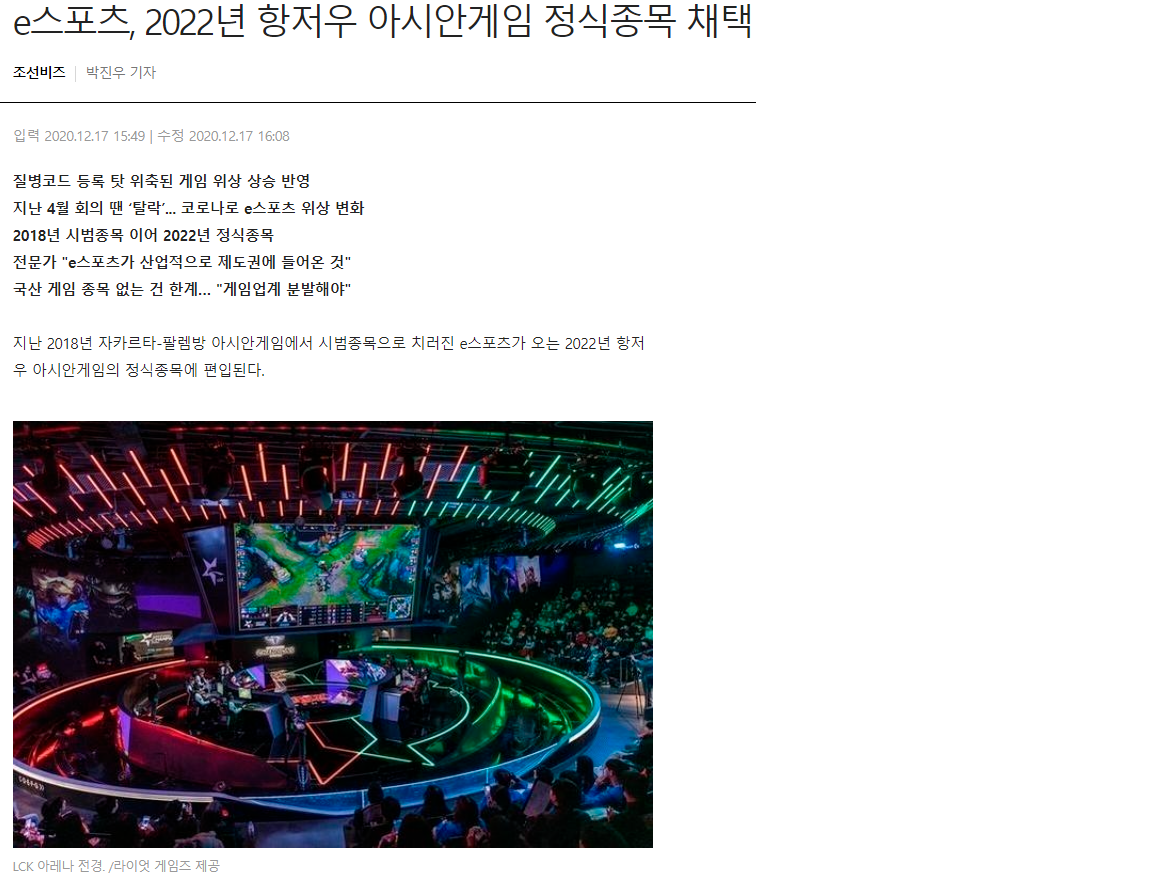 e스포츠, 2022년 항저우 아시안게임 정식종목 채택
조선비즈 | 박진우 기자
입력 2020.12.17 15:49 | 수정 2020.12.17 16:08
질병코드 등록 탓 위축된 게임 위상 상승 반영
지난 4월 회의 땐 ‘탈락’... 코로나로 e스포츠 위상 변화
2018년 시범종목 이어 2022년 정식종목
전문가 "e스포츠가 산업적으로 제도권에 들어온 것"
국산 게임 종목 없는 건 한계... "게임업계 분발해야"
지난 2018년 자카르타-팔렘방 아시안게임에서 시범종목으로 치러진 e스포츠가 오는 2022년 항저
우 아시안게임의 정식종목에 편입된다.
LCK 아레나 전경. /라이엇 게임즈 제공